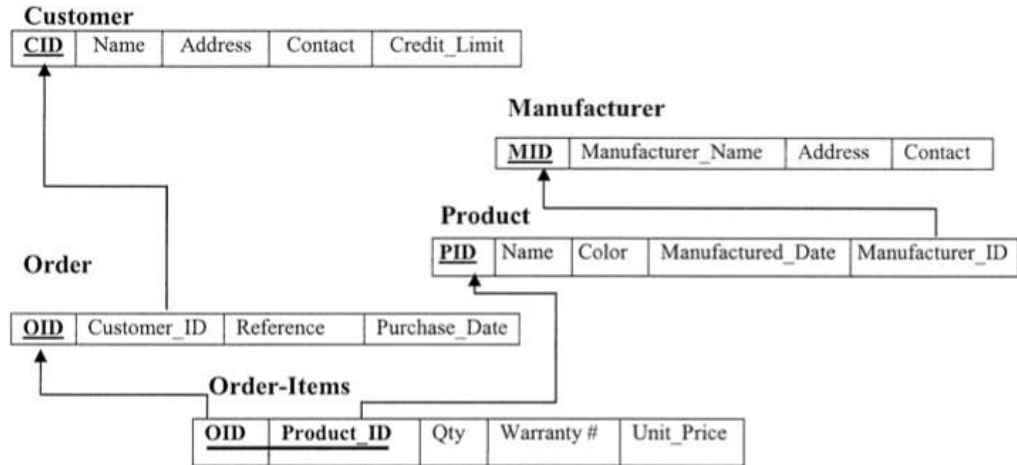 Customer
CID Name Address Contact Credit_Limit
Manufacturer
MID Manufacturer_Name Address Contact
Product
PID Name Color Manufactured_Date Manufacturer_ID
Order
OID Customer_ID Reference Purchase_Date
Order-Items
OID Product_ID Qty Warranty # Unit_Price